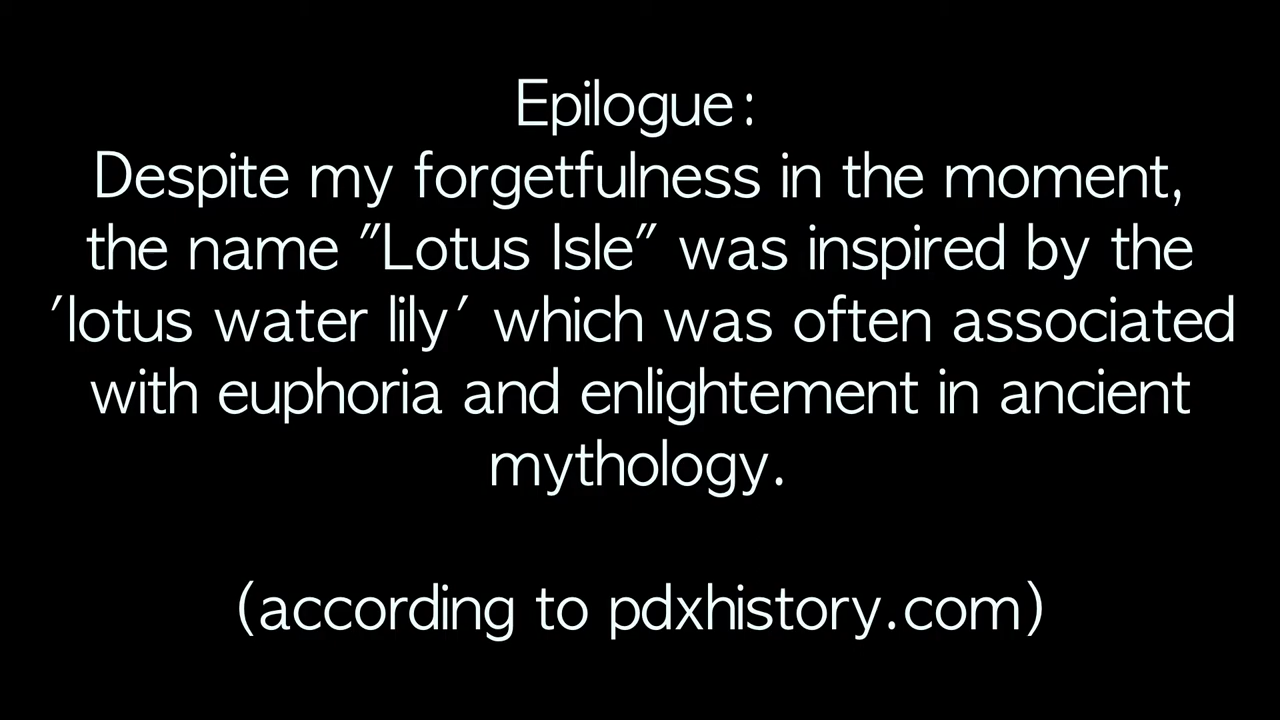 Epilogue:
Despite my forgetfulness in the moment,
the name "Lotus Isle" was inspired by the
'lotus water lily' which was often associated
with euphoria and enlightement in ancient
mythology.
(according to pdxhistory.com)